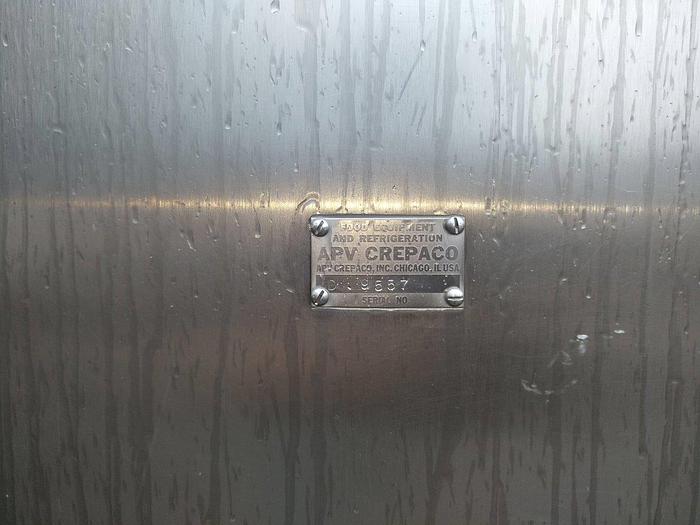 FOOD EQUIPMENT
AND REFRIGERATION
APV CREPACO
APV CREPACO, INC. CHICAGO, IL USA
SERIAL NO